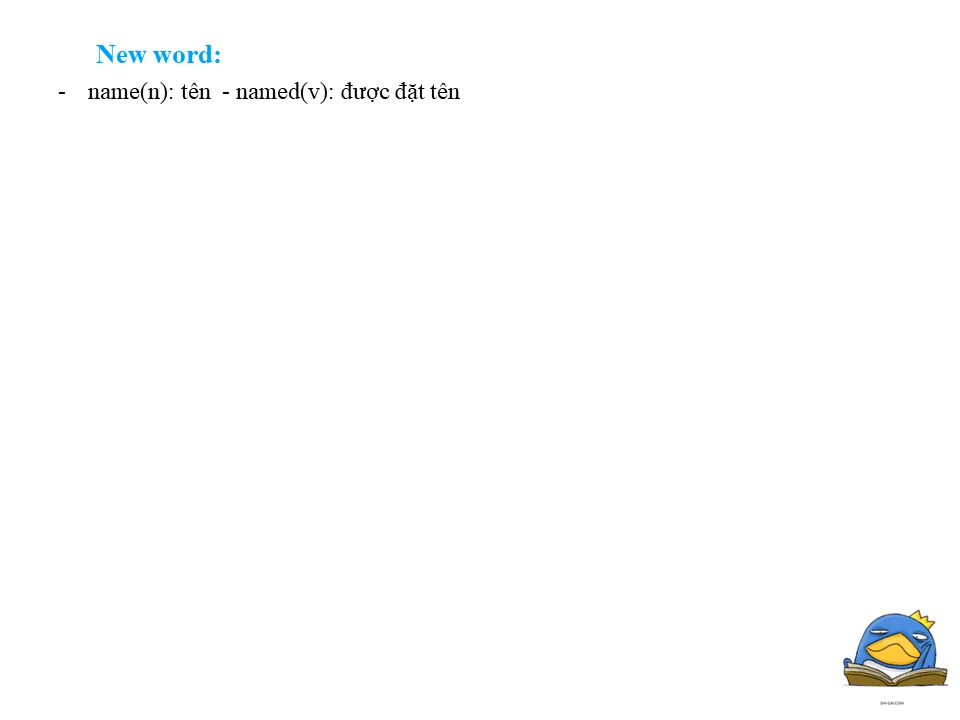 New word:
- name(n): tên - named(v): được đặt tên